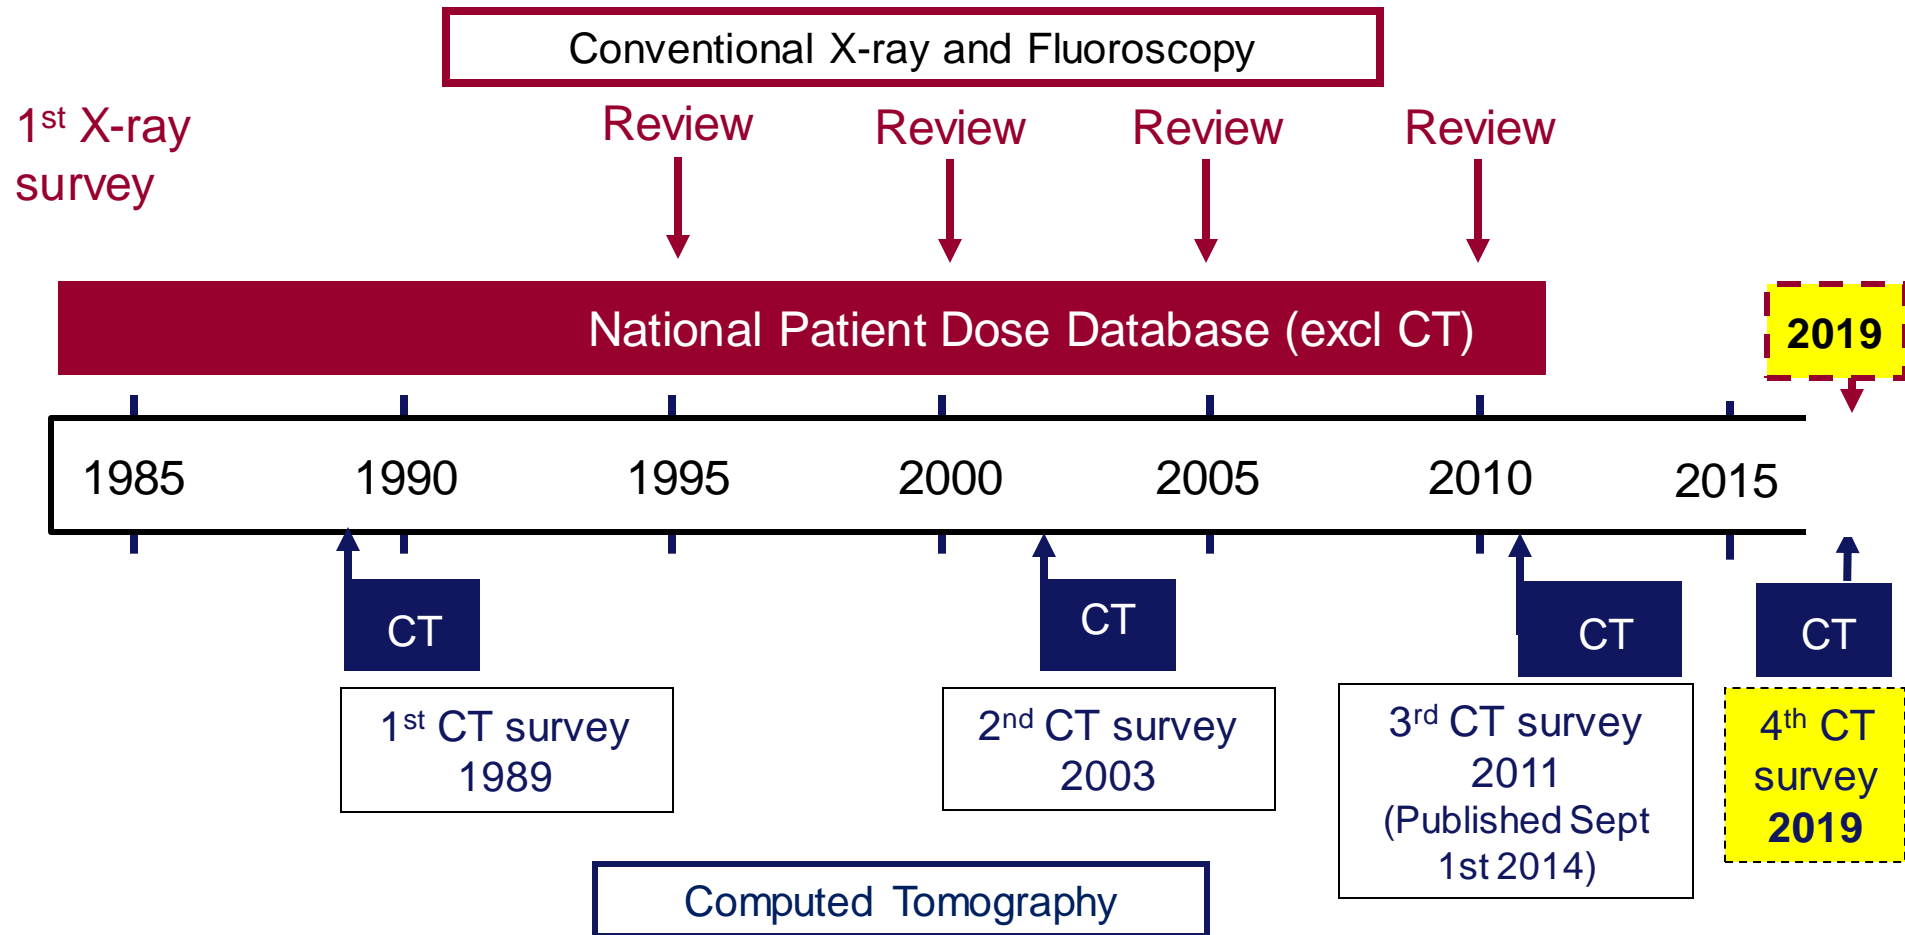 Conventional X-ray and Fluoroscopy
1st X-ray
survey
Review
Review
Review
Review
National Patient Dose Database (excl CT)
2019
1985
1990
1995
2000
2005
2010
2015
CT
CT
CT
CT
1st CT survey
1989
2nd CT survey
2003
3rd CT survey
2011
(Published Sept
1st 2014)
4th CT
survey
2019
Computed Tomography